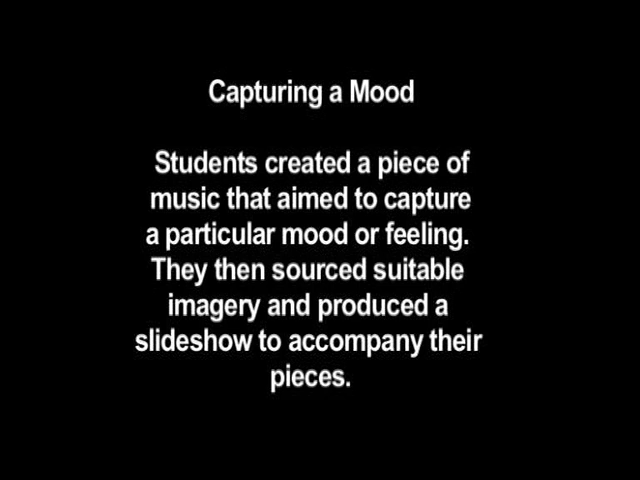 Capturing a Mood
Students created a piece of
music that aimed to capture
a particular mood or feeling.
They then sourced suitable
imagery and produced a
slideshow to accompany their
pieces.